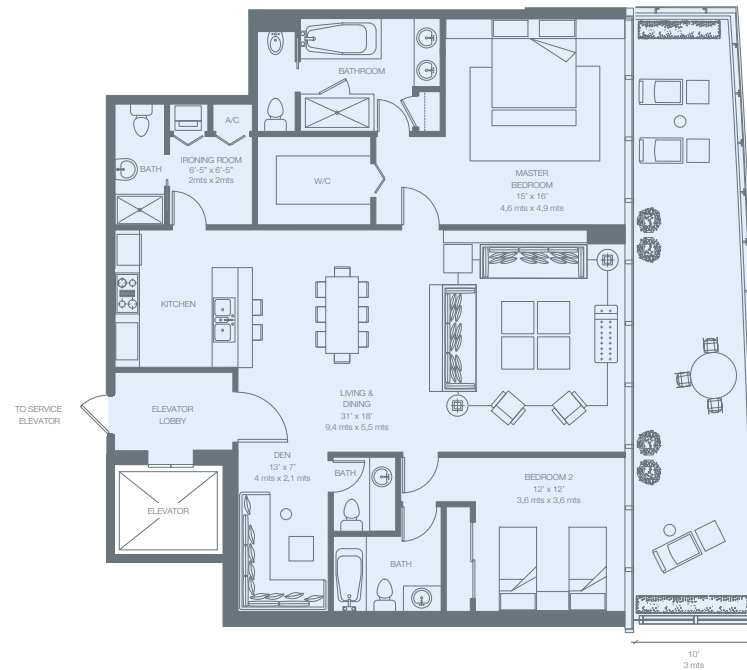 BATHROOM
A/C
BATH
IRONING ROOM
6'-5" x 6'-5"
2mts x 2mts
W/C
MASTER
BEDROOM
15' x 16'
4,6 mts x 4,9 mts
KITCHEN
LIVING &
DINING
31' x 18'
9,4 mts x 5,5 mts
TO SERVICE
ELEVATOR
ELEVATOR
LOBBY
DEN
13' x 7'
4 mts x 2,1 mts
BATH
BEDROOM 2
12' x 12'
3,6 mts x 3,6 mts
ELEVATOR
BATH
10'
3 mts